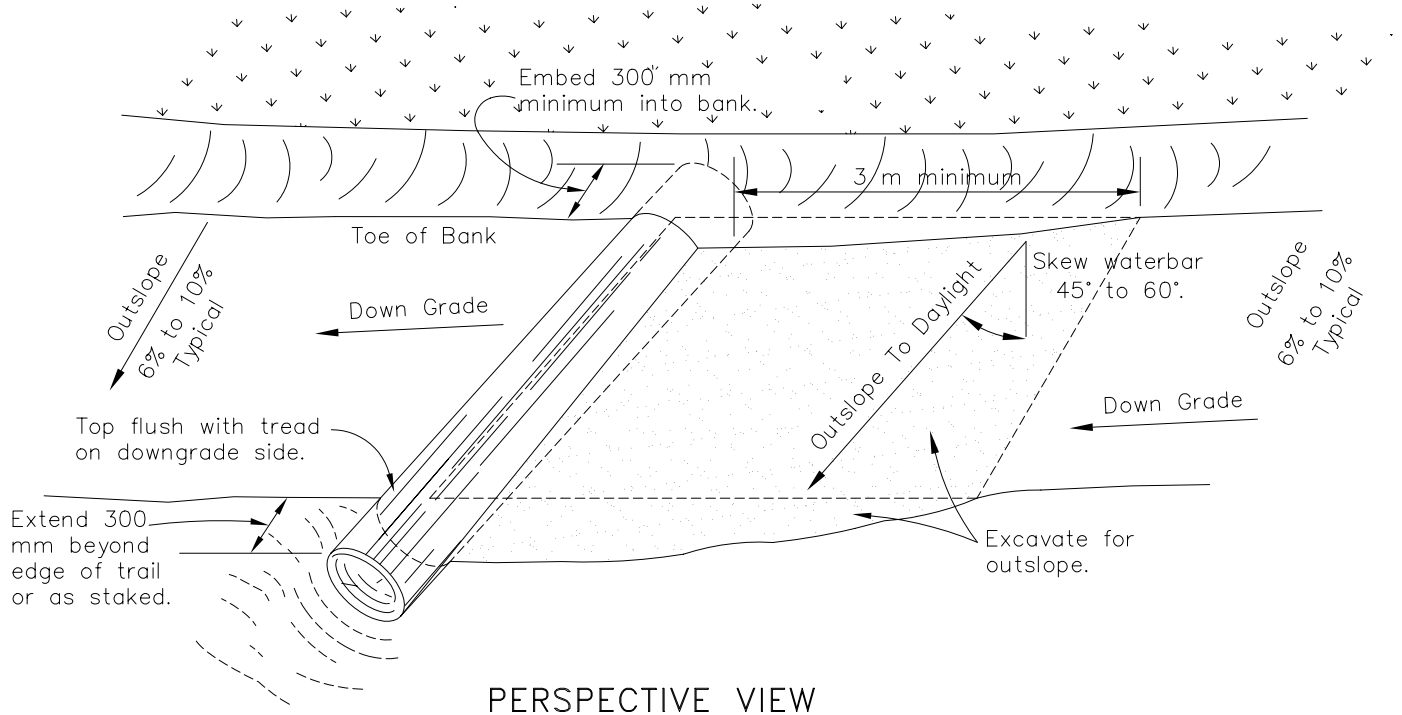 Embed 300 mm
minimum into bank.
3 m minimum
Toe of Bank
Skew waterbar
45° to 60°.
Outslope
6% to 10%
Typical
Down Grade
Outslope To Daylight
Outslope
6% to 10%
Typical
Top flush with tread
on downgrade side.
Down Grade
Extend 300
mm beyond
edge of trail
or as staked.
Excavate for
outslope.
PERSPECTIVE VIEW